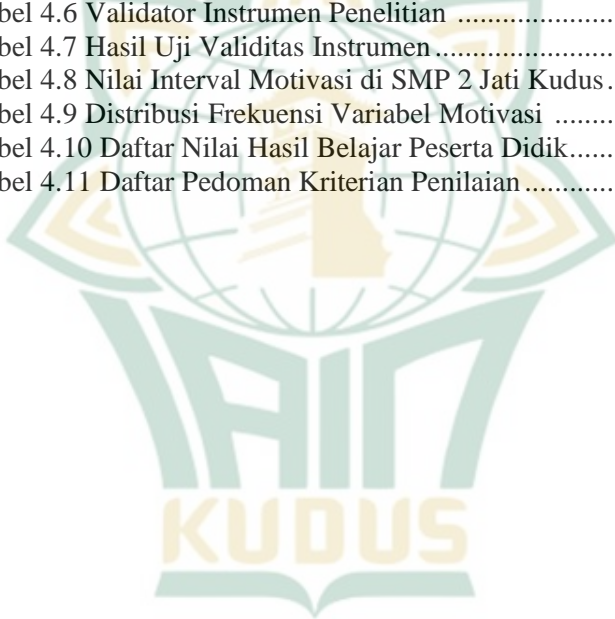 bel 4.6 Validator Instrumen Penelitian .....................
bel 4.7 Hasil Uji Validitas Instrumen........................
bel 4.8 Nilai Interval Motivasi di SMP 2 Jati Kudus.
bel 4.9 Distribusi Frekuensi Variabel Motivasi ........
bel 4.10 Daftar Nilai Hasil Belajar Peserta Didik......
bel 4.11 Daftar Pedoman Kriterian Penilaian............
IAIN
KUDUS